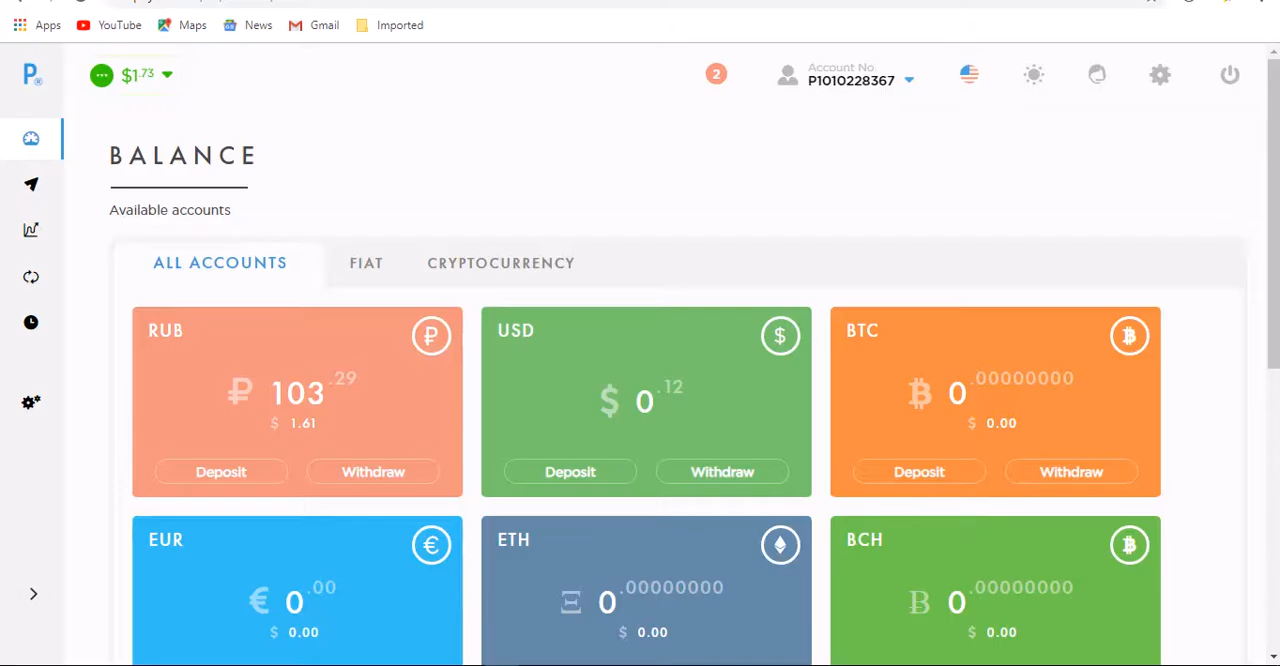 Apps YouTube Maps News Gmail Imported
P
$1.73
2
Account No
P1010228367
BALANCE
Available accounts
ALL ACCOUNTS FIAT CRYPTOCURRENCY
RUB ₽ USD $ BTC
₽ 103.29 $ 0.12 0.00000000
$ 1.61 $ 0.00
Deposit Withdraw Deposit Withdraw Deposit Withdraw
EUR € ETH BCH
€ 0.00 Ξ 0.00000000 0.00000000
$ 0.00 $ 0.00 $ 0.00